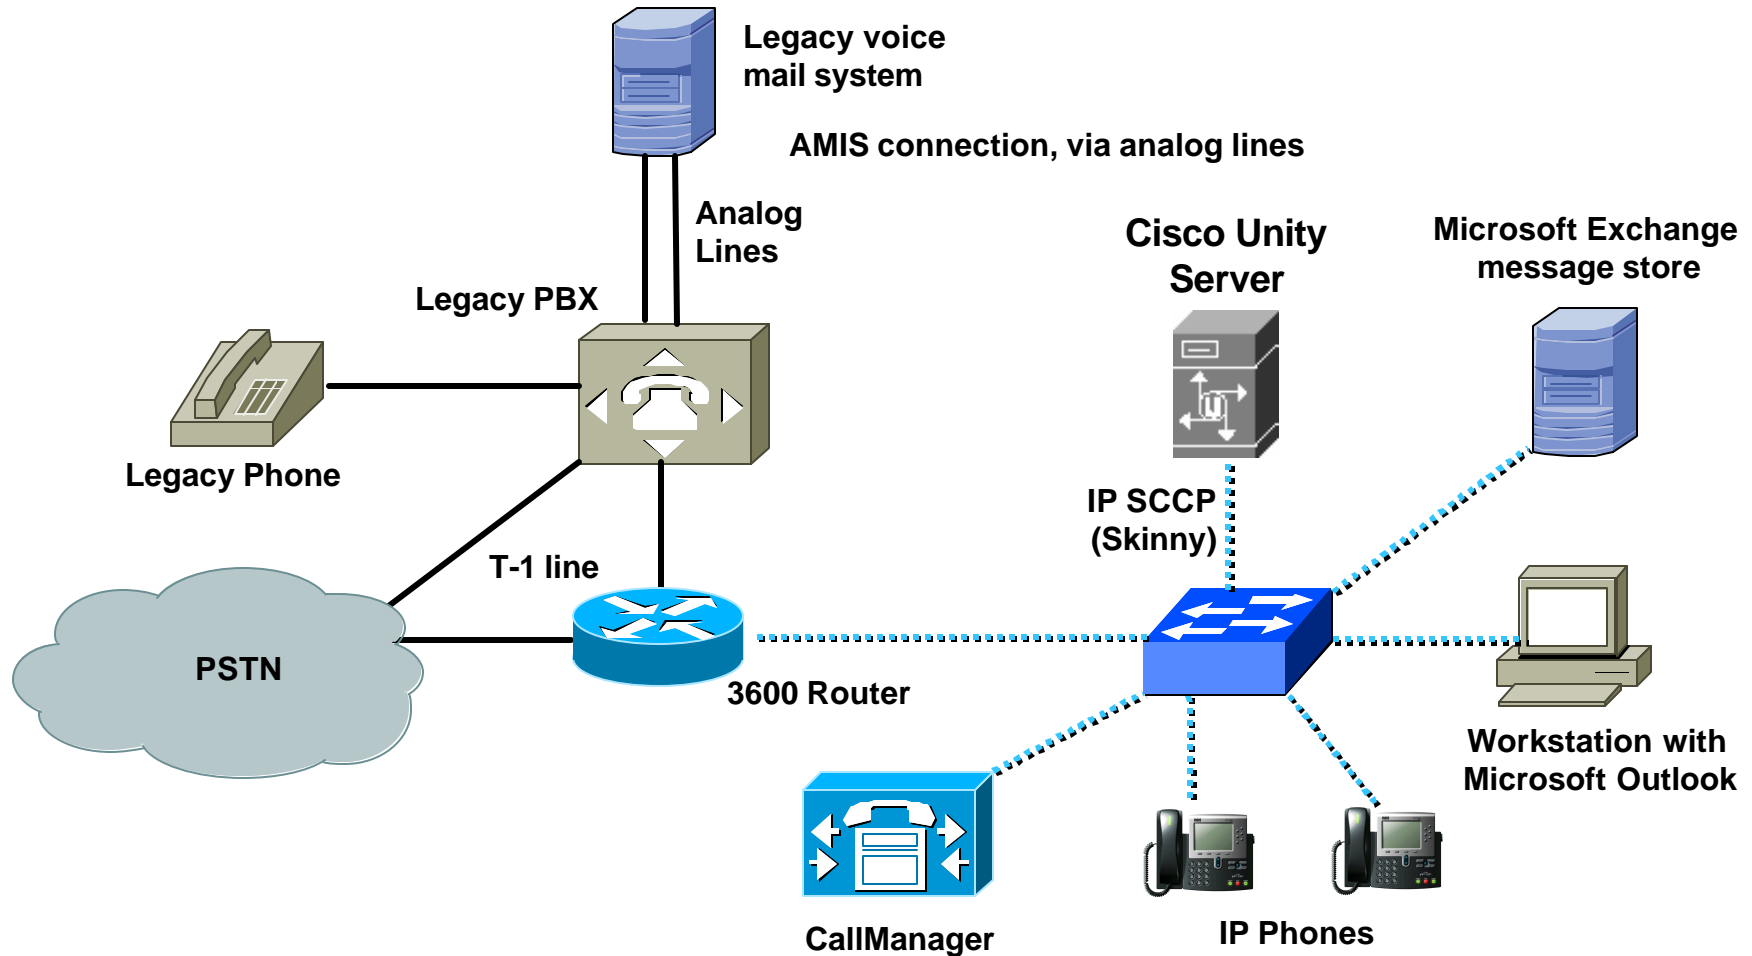 Legacy voice
mail system
AMIS connection, via analog lines
Analog
Lines
Cisco Unity
Server
Microsoft Exchange
message store
Legacy PBX
Legacy Phone
IP SCCP
(Skinny)
T-1 line
PSTN
3600 Router
Workstation with
Microsoft Outlook
CallManager
IP Phones
U